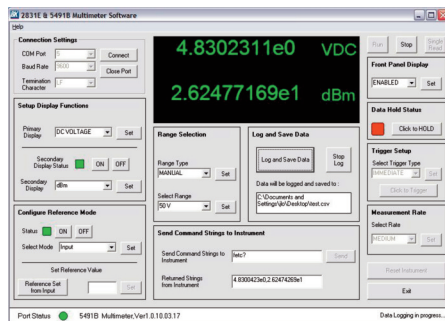 2831E & 5491B Multimeter Software
Help
Connection Settings
COM Port 5 Connect
Baud Rate 9600 Close Port
Termination Character LF
Setup Display Functions
Primary Display DC VOLTAGE Set
Secondary Display Status ON OFF
Secondary Display dBm Set
Configure Reference Mode
Status ON OFF
Select Mode Input Set
Set Reference Value
Reference Set from Input Set
4.8302311e0 VDC
2.62477169e1 dBm
Range Selection
Range Type
MANUAL Set
Select Range
50 V Set
Log and Save Data
Log and Save Data Stop Log
Data will be logged and saved to :
C:\Documents and
Settings\jlo\Desktop\test.csv
Send Command Strings to Instrument
Send Command Strings to Instrument fetc? Send
Returned Strings from Instrument 4.8300423e0,2.62474269e1
Run Stop Single Read
Front Panel Display
ENABLED Set
Data Hold Status
Click to HOLD
Trigger Setup
Select Trigger Type
IMMEDIATE Set
Click to Trigger
Measurement Rate
Select Rate
MEDIUM Set
Reset Instrument
Exit
Port Status 5491B Multimeter,Ver1.0.10.03.17 Data Logging in progress...